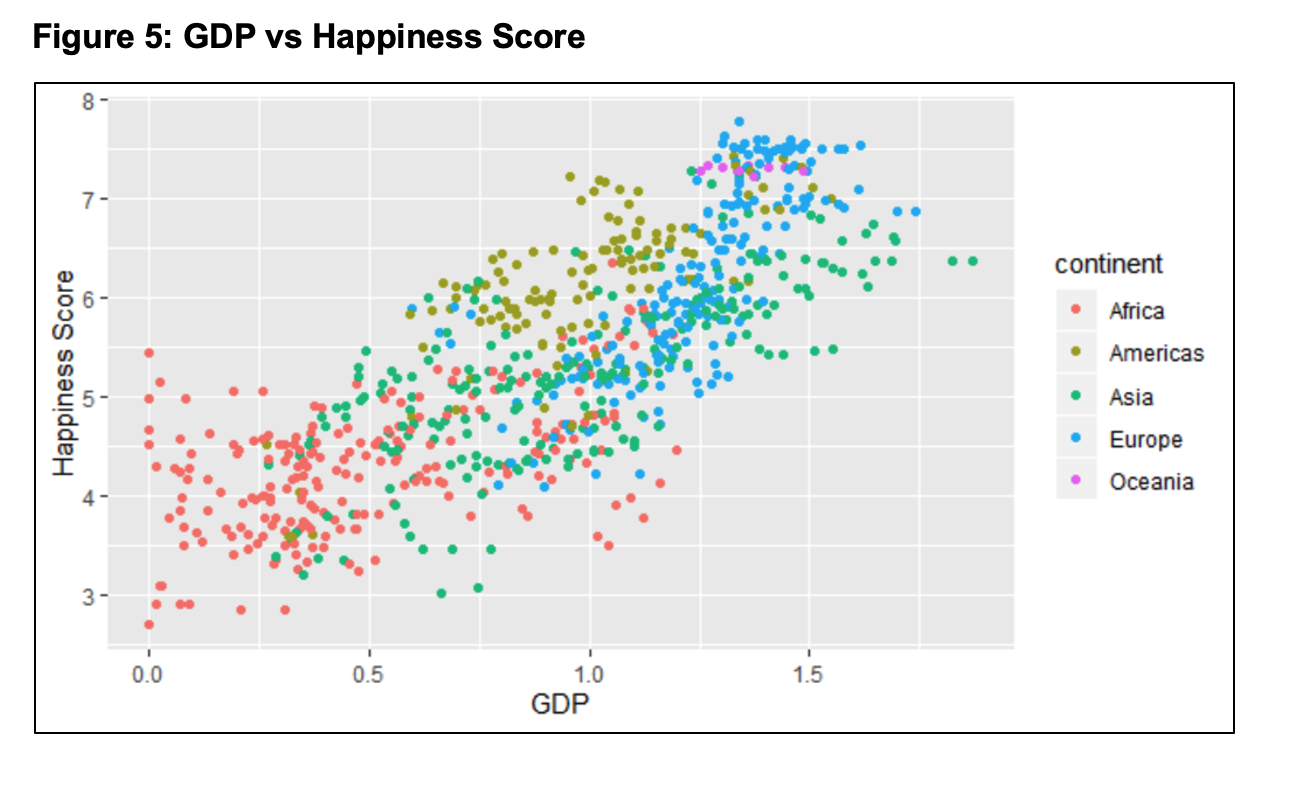 Figure 5: GDP vs Happiness Score
8
7
6
5
4
3
Happiness Score
0.0 0.5 1.0 1.5
GDP
continent
Africa
Americas
Asia
Europe
Oceania